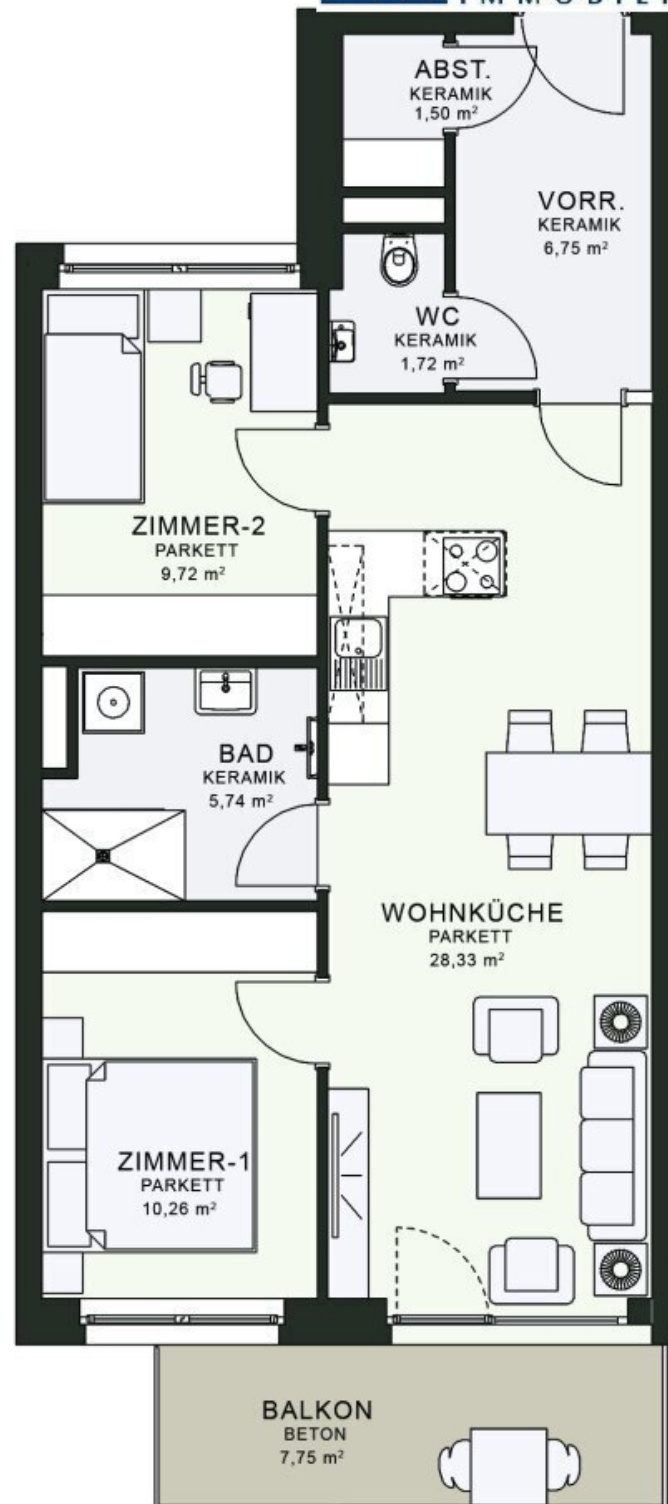 ABST.
KERAMIK
1,50 m²
VORR.
KERAMIK
6,75 m²
WC
KERAMIK
1,72 m²
ZIMMER-2
PARKETT
9,72 m²
BAD
KERAMIK
5,74 m²
WOHNKÜCHE
PARKETT
28,33 m²
ZIMMER-1
PARKETT
10,26 m²
BALKON
BETON
7,75 m²